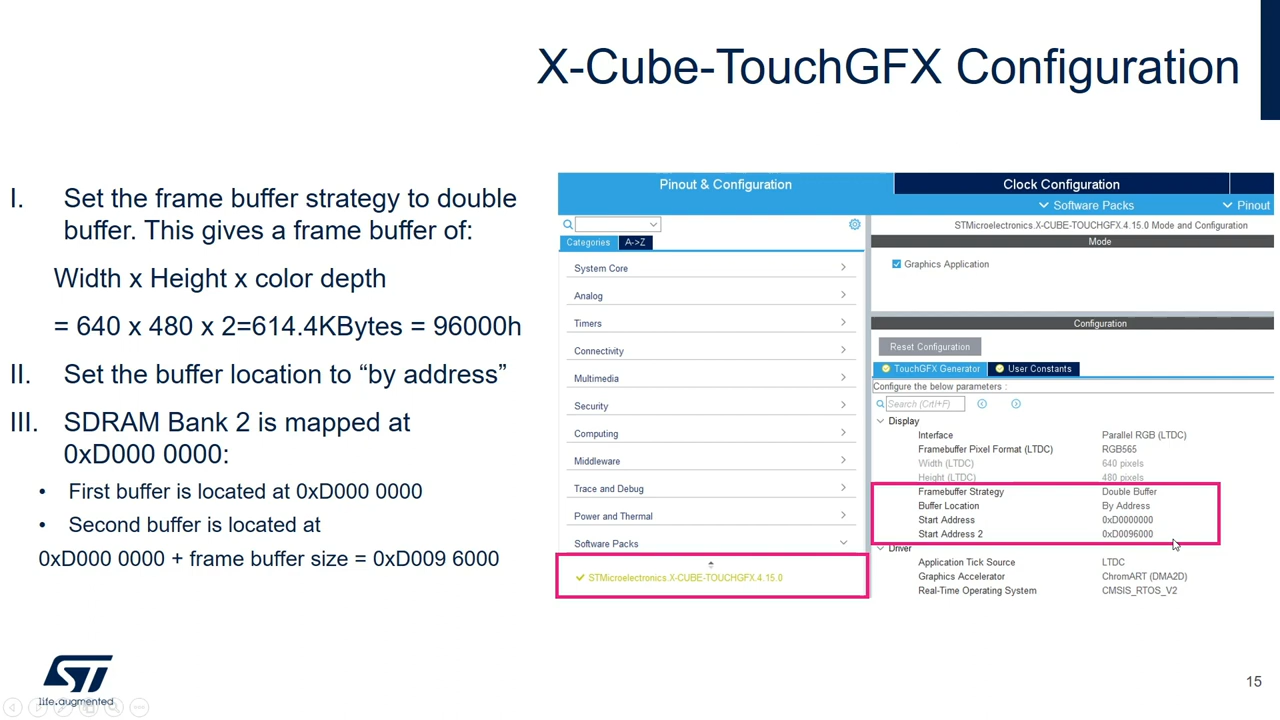 X-Cube-TouchGFX Configuration
I. Set the frame buffer strategy to double
buffer. This gives a frame buffer of:
Width x Height x color depth
= 640 x 480 x 2=614.4KBytes = 96000h
II. Set the buffer location to “by address”
III. SDRAM Bank 2 is mapped at
0xD000 0000:
• First buffer is located at 0xD000 0000
• Second buffer is located at
0xD000 0000 + frame buffer size = 0xD009 6000
Pinout & Configuration
Clock Configuration
Software Packs
Pinout
Categories
A->Z
System Core
Analog
Timers
Connectivity
Multimedia
Security
Computing
Middleware
Trace and Debug
Power and Thermal
Software Packs
STMicroelectronics.X-CUBE-TOUCHGFX.4.15.0
STMicroelectronics.X-CUBE-TOUCHGFX.4.15.0 Mode and Configuration
Mode
Graphics Application
Configuration
Reset Configuration
TouchGFX Generator
User Constants
Configure the below parameters :
Search (Crtl+F)
Display
Interface Parallel RGB (LTDC)
Framebuffer Pixel Format (LTDC) RGB565
Width (LTDC) 640 pixels
Height (LTDC) 480 pixels
Framebuffer Strategy Double Buffer
Buffer Location By Address
Start Address 0xD0000000
Start Address 2 0xD0096000
Driver
Application Tick Source LTDC
Graphics Accelerator ChromART (DMA2D)
Real-Time Operating System CMSIS_RTOS_V2
ST
life.augmented
15